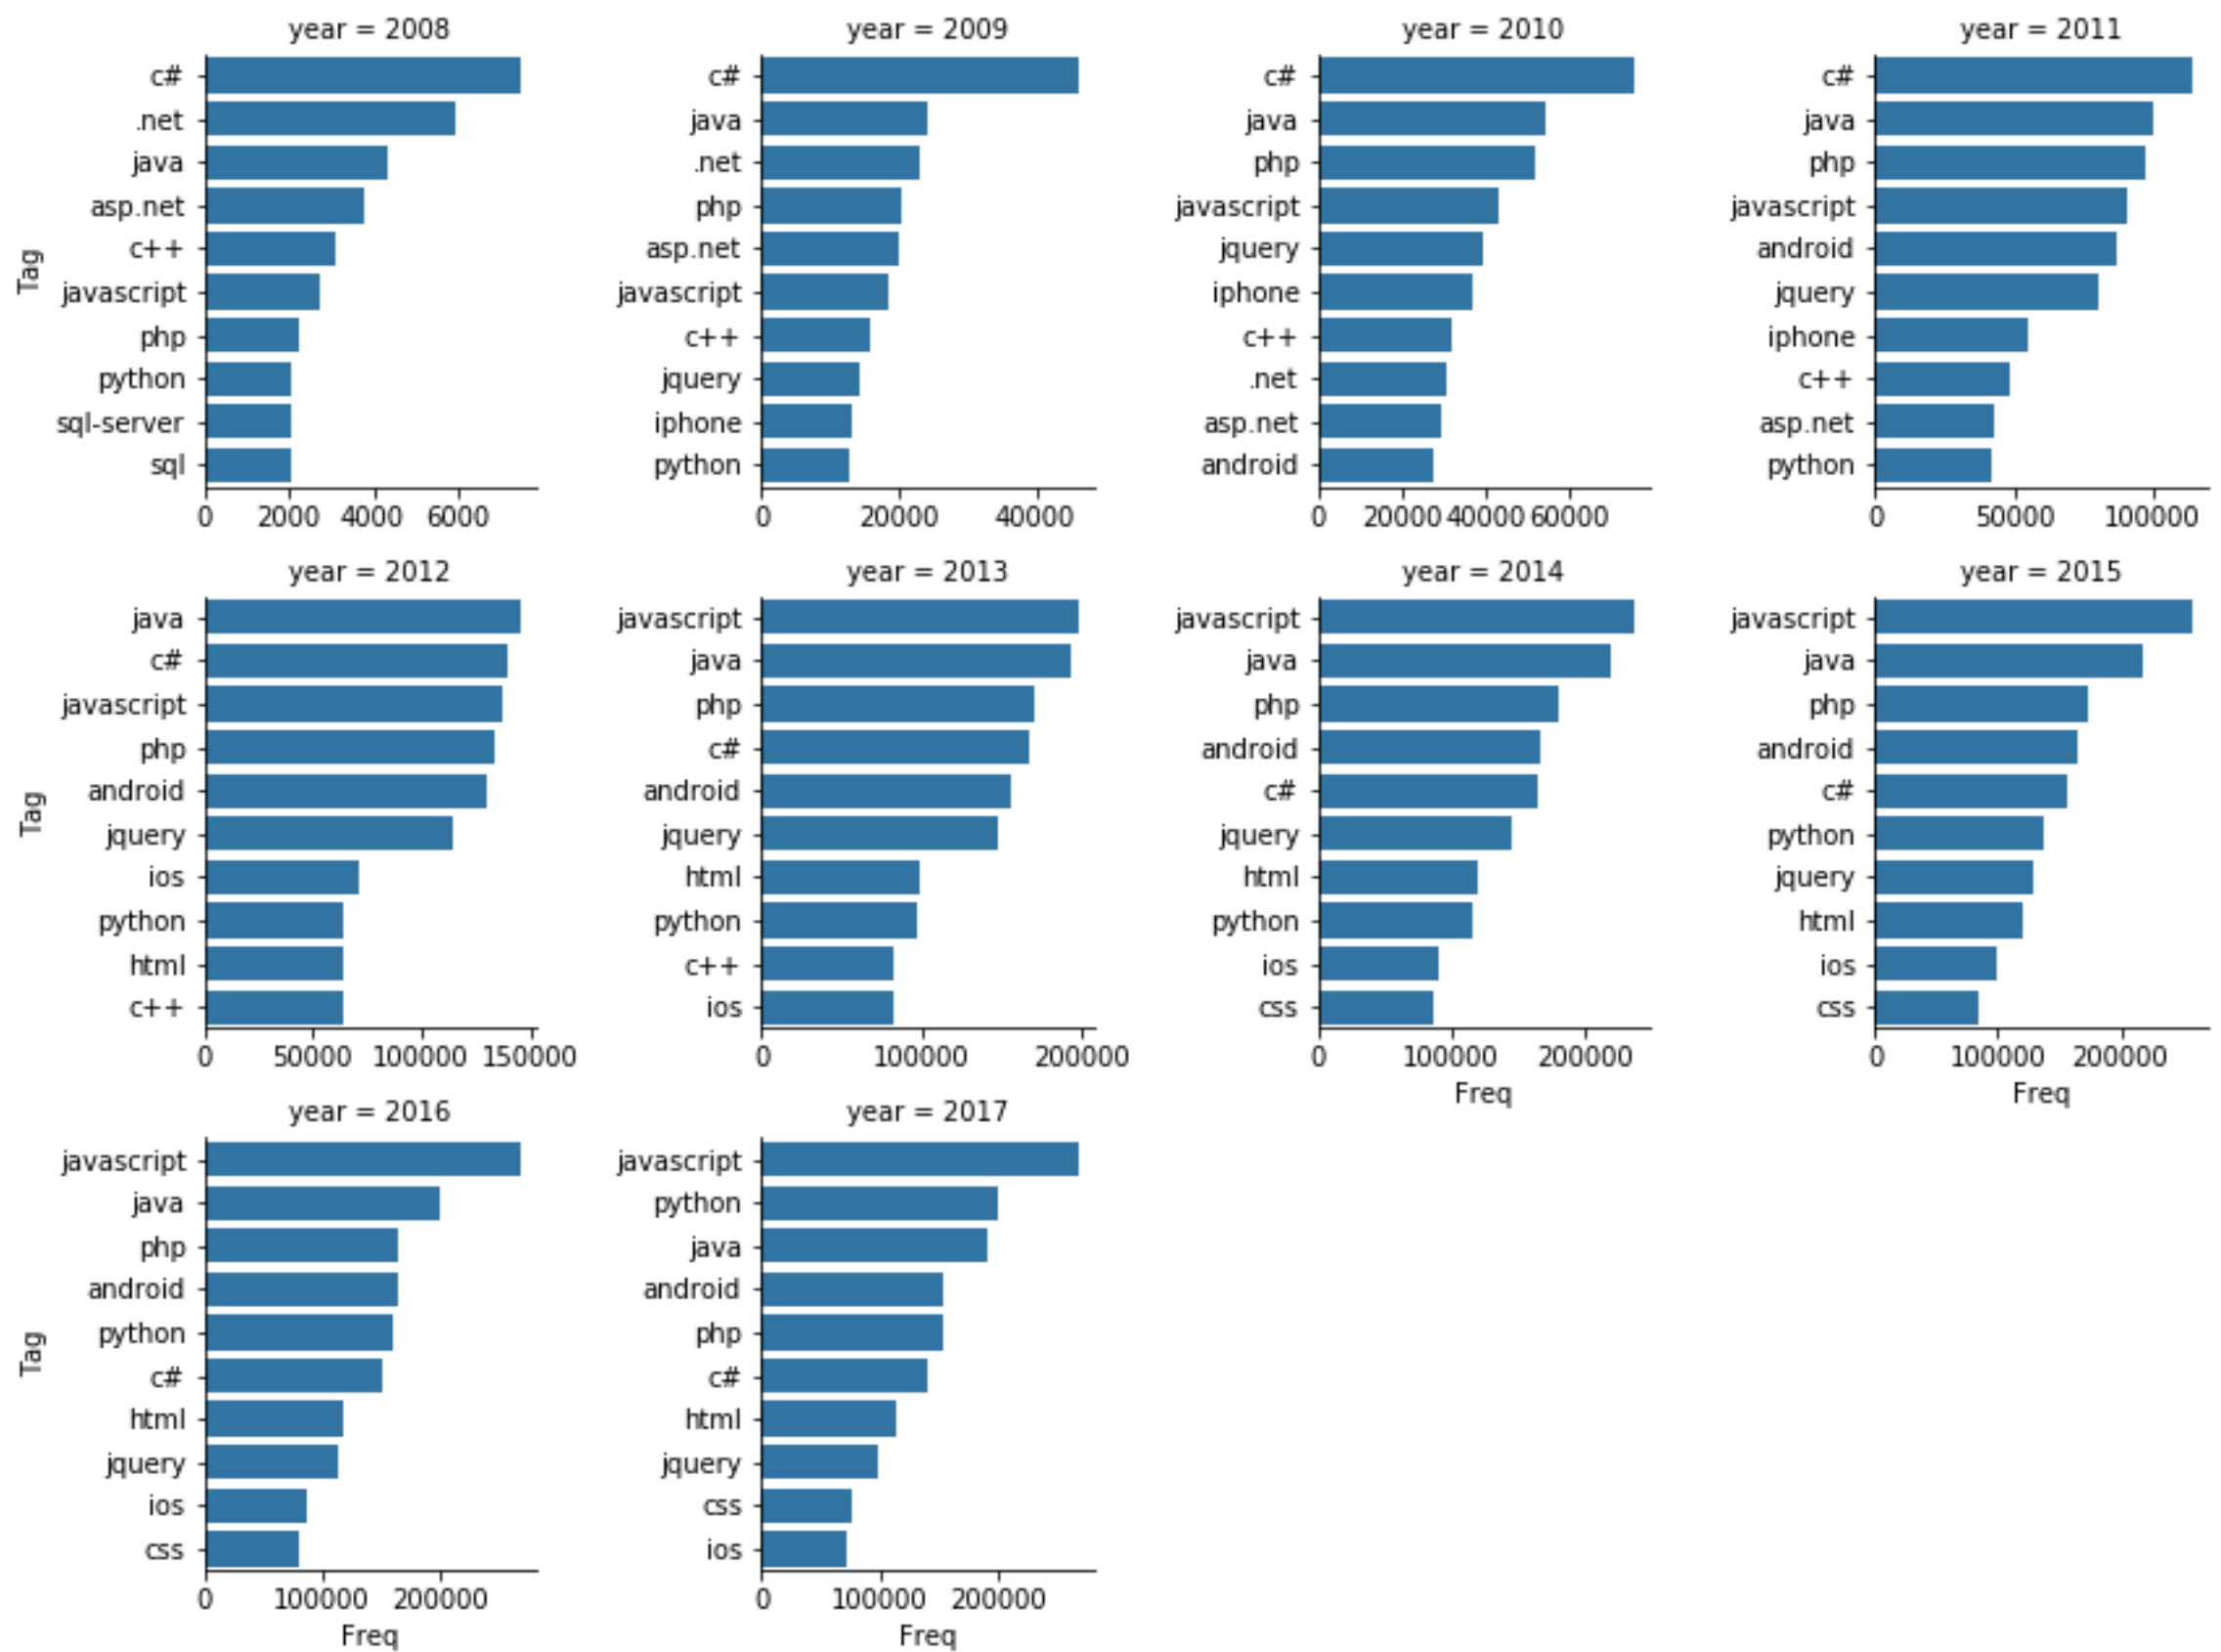 year = 2008
c#
.net
java
asp.net
c++
javascript
php
python
sql-server
sql
Tag
0 2000 4000 6000
year = 2009
c#
java
.net
php
asp.net
javascript
c++
jquery
iphone
python
0 20000 40000
year = 2010
c#
java
php
javascript
jquery
iphone
c++
.net
asp.net
android
0 20000 40000 60000
year = 2011
c#
java
php
javascript
android
jquery
iphone
c++
asp.net
python
0 50000 100000
year = 2012
java
c#
javascript
php
android
jquery
ios
python
html
c++
Tag
0 50000 100000 150000
year = 2013
javascript
java
php
c#
android
jquery
html
python
c++
ios
0 100000 200000
year = 2014
javascript
java
php
android
c#
jquery
html
python
ios
css
0 100000 200000
Freq
year = 2015
javascript
java
php
android
c#
python
jquery
html
ios
css
0 100000 200000
Freq
year = 2016
javascript
java
php
android
python
c#
html
jquery
ios
css
Tag
0 100000 200000
Freq
year = 2017
javascript
python
java
android
php
c#
html
jquery
css
ios
0 100000 200000
Freq